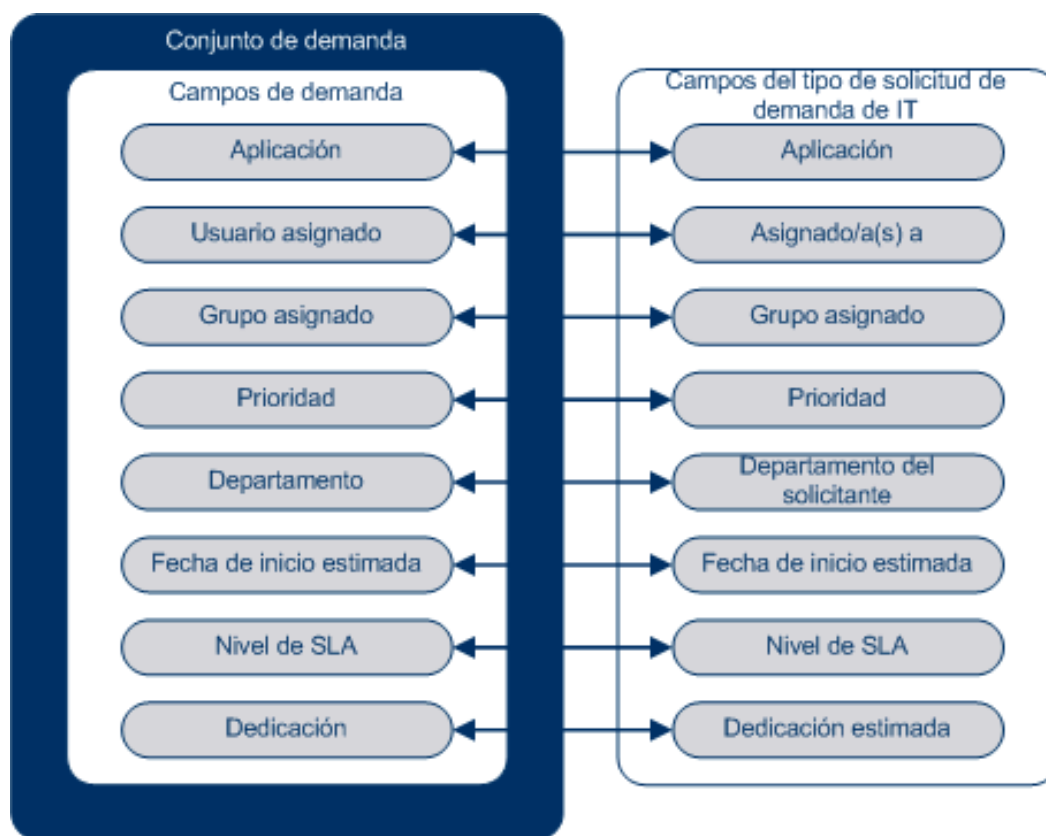 Conjunto de demanda
Campos de demanda
Aplicación
Usuario asignado
Grupo asignado
Prioridad
Departamento
Fecha de inicio estimada
Nivel de SLA
Dedicación
Campos del tipo de solicitud de
demanda de IT
Aplicación
Asignado/a(s) a
Grupo asignado
Prioridad
Departamento del
solicitante
Fecha de inicio estimada
Nivel de SLA
Dedicación estimada